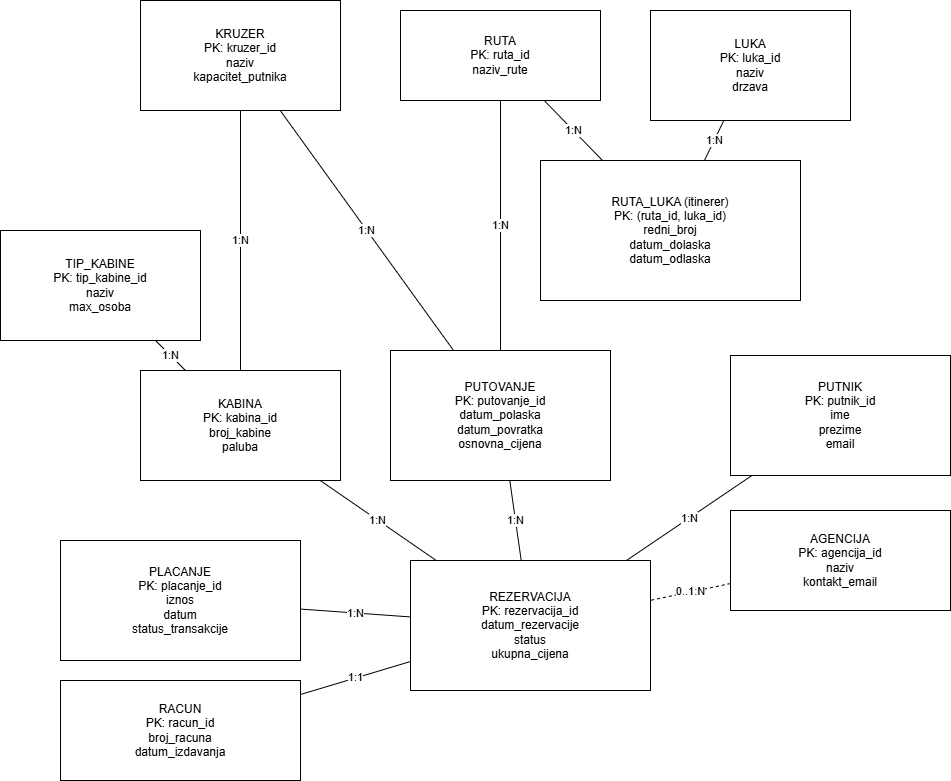 KRUZER
PK: kruzer_id
naziv
kapacitet_putnika
RUTA
PK: ruta_id
naziv_rute
LUKA
PK: luka_id
naziv
drzava
1:N
1:N
RUTA_LUKA (itinerer)
PK: (ruta_id, luka_id)
redni_broj
datum_dolaska
datum_odlaska
1:N
1:N
1:N
TIP_KABINE
PK: tip_kabine_id
naziv
max_osoba
1:N
KABINA
PK: kabina_id
broj_kabine
paluba
PUTOVANJE
PK: putovanje_id
datum_polaska
datum_povratka
osnovna_cijena
PUTNIK
PK: putnik_id
ime
prezime
email
1:N
1:N
1:N
AGENCIJA
PK: agencija_id
naziv
kontakt_email
0..1:N
PLACANJE
PK: placanje_id
iznos
datum
status_transakcije
1:N
REZERVACIJA
PK: rezervacija_id
datum_rezervacije
status
ukupna_cijena
1:1
RACUN
PK: racun_id
broj_racuna
datum_izdavanja